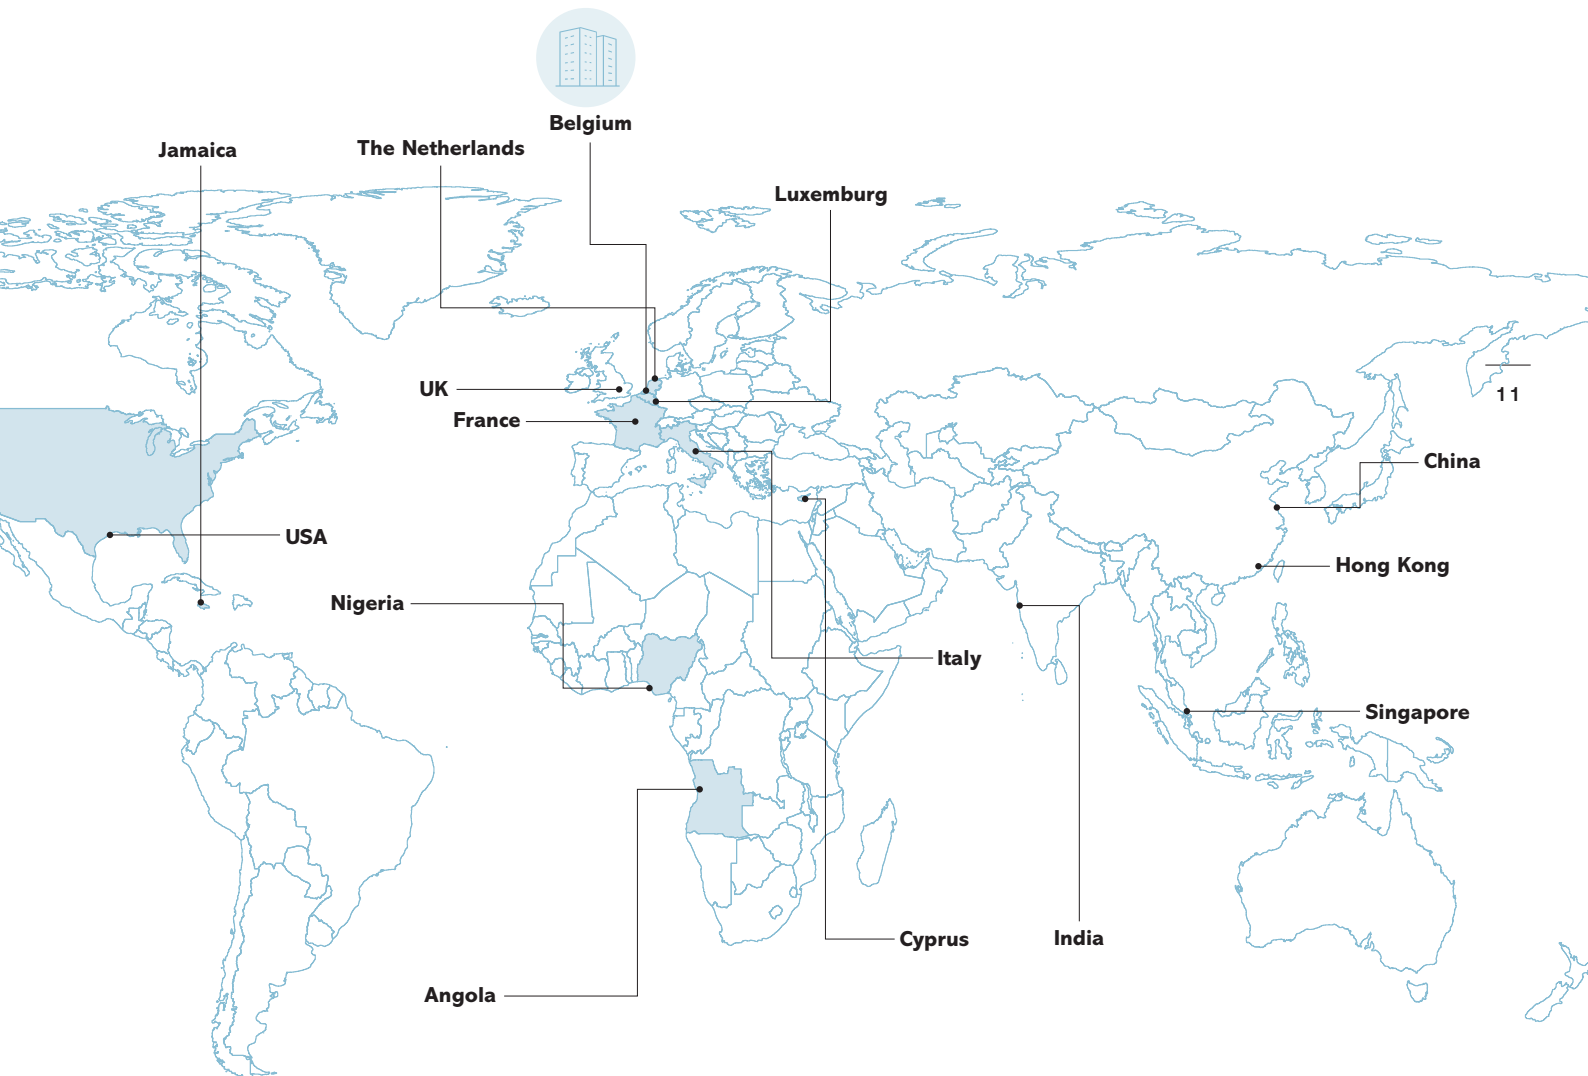 Belgium
Jamaica
The Netherlands
Luxemburg
UK
11
France
China
USA
Hong Kong
Nigeria
Italy
Singapore
Cyprus
India
Angola